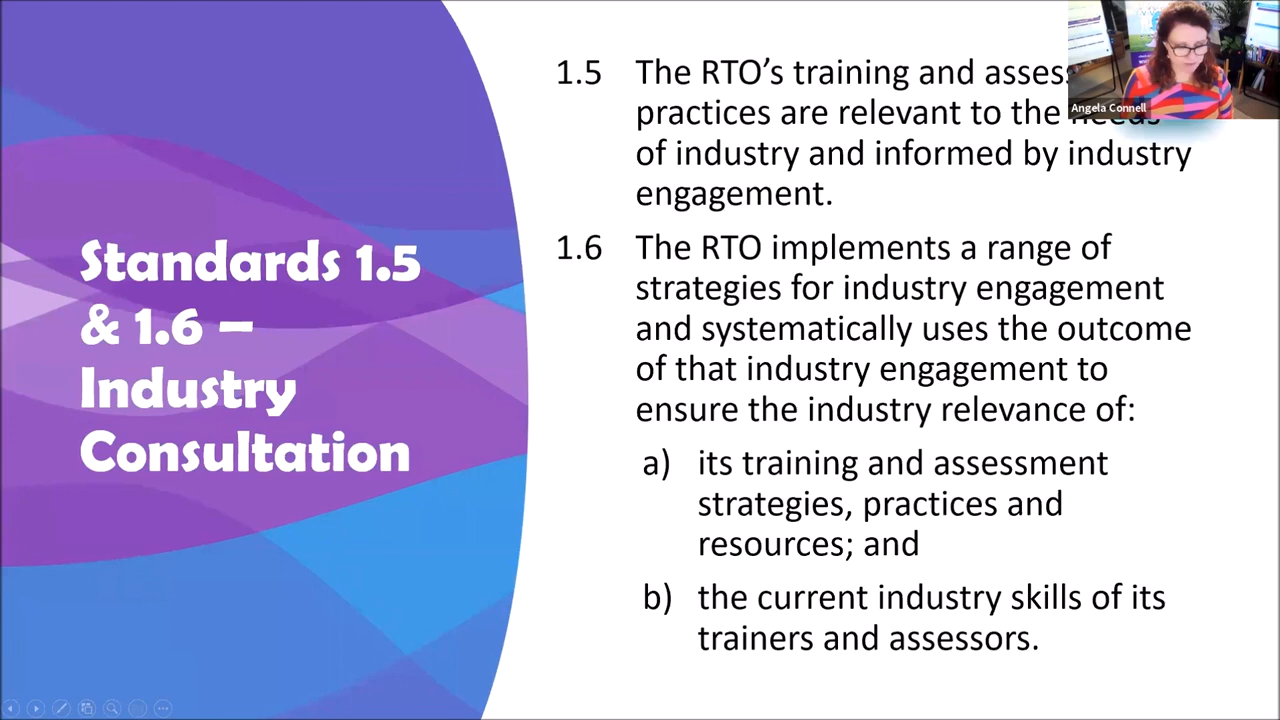 Standards 1.5
& 1.6 –
Industry
Consultation
1.5 The RTO's training and assess
practices are relevant to the needs
of industry and informed by industry
engagement.
1.6 The RTO implements a range of
strategies for industry engagement
and systematically uses the outcome
of that industry engagement to
ensure the industry relevance of:
a) its training and assessment
strategies, practices and
resources; and
b) the current industry skills of its
trainers and assessors.
Angela Connell